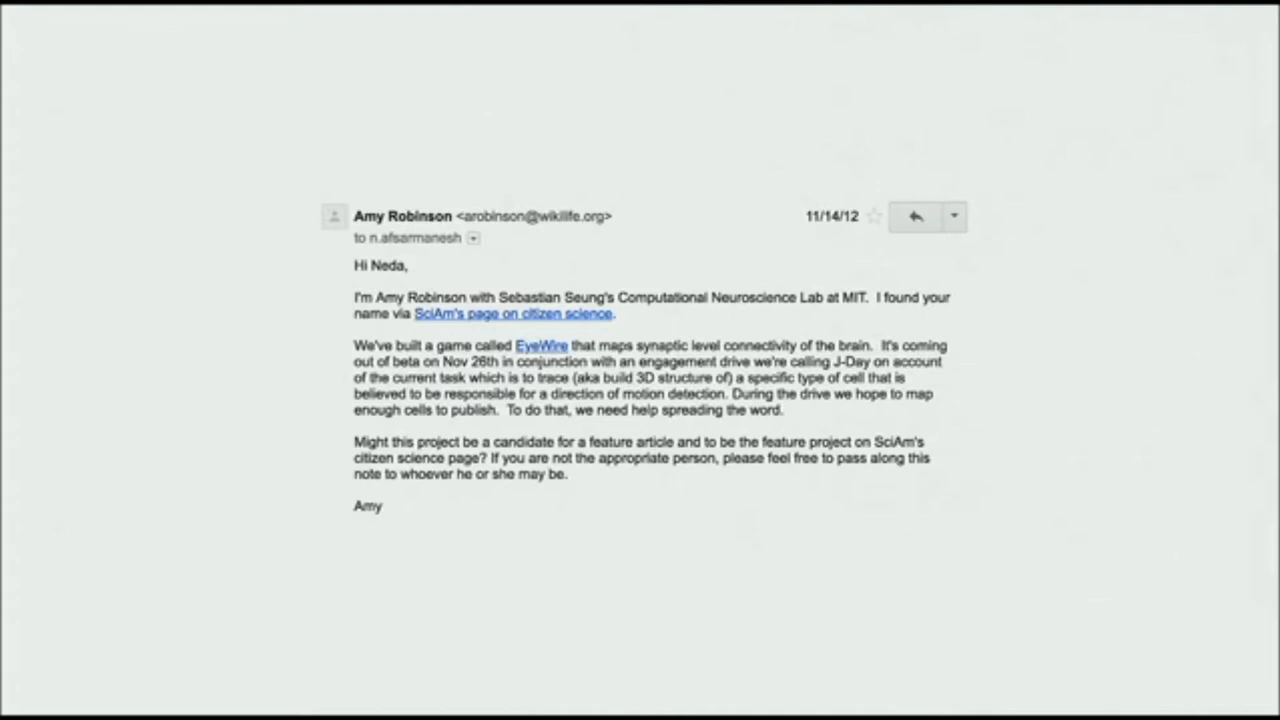 Amy Robinson <arobinson@wikilife.org> 11/14/12
to n.afsarmanesh
Hi Neda,
I'm Amy Robinson with Sebastian Seung's Computational Neuroscience Lab at MIT. I found your
name via SciAm's page on citizen science.
We've built a game called EyeWire that maps synaptic level connectivity of the brain. It's coming
out of beta on Nov 26th in conjunction with an engagement drive we're calling J-Day on account
of the current task which is to trace (aka build 3D structure of) a specific type of cell that is
believed to be responsible for a direction of motion detection. During the drive we hope to map
enough cells to publish. To do that, we need help spreading the word.
Might this project be a candidate for a feature article and to be the feature project on SciAm's
citizen science page? If you are not the appropriate person, please feel free to pass along this
note to whoever he or she may be.
Amy